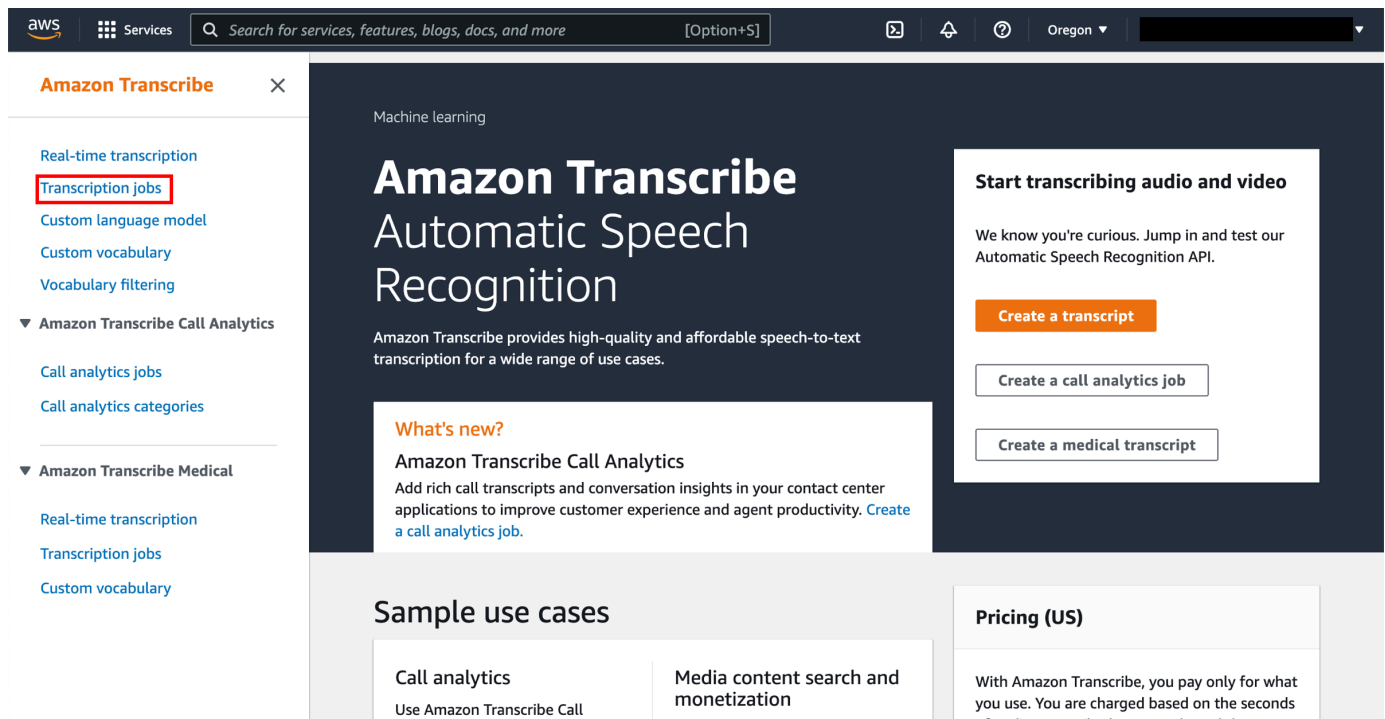 aws
Services
Search for services, features, blogs, docs, and more [Option+S]
Oregon ▼
Amazon Transcribe
Real-time transcription
Transcription jobs
Custom language model
Custom vocabulary
Vocabulary filtering
Amazon Transcribe Call Analytics
Call analytics jobs
Call analytics categories
Amazon Transcribe Medical
Real-time transcription
Transcription jobs
Custom vocabulary
Machine learning
Amazon Transcribe
Automatic Speech
Recognition
Amazon Transcribe provides high-quality and affordable speech-to-text
transcription for a wide range of use cases.
What's new?
Amazon Transcribe Call Analytics
Add rich call transcripts and conversation insights in your contact center
applications to improve customer experience and agent productivity. Create
a call analytics job.
Start transcribing audio and video
We know you're curious. Jump in and test our
Automatic Speech Recognition API.
Create a transcript
Create a call analytics job
Create a medical transcript
Sample use cases
Call analytics
Use Amazon Transcribe Call
Media content search and
monetization
Pricing (US)
With Amazon Transcribe, you pay only for what
you use. You are charged based on the seconds